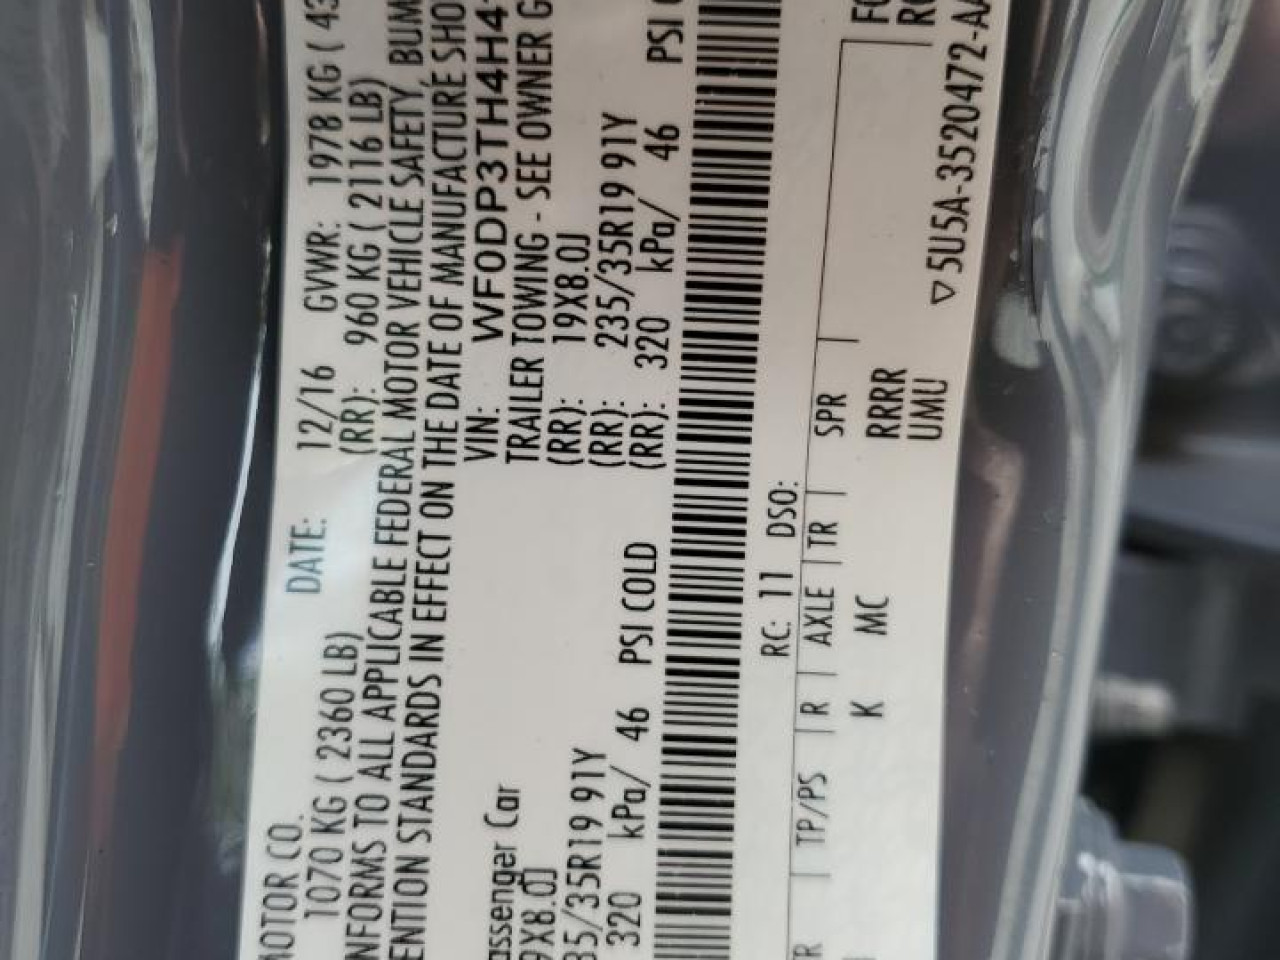 MOTOR CO. DATE: 12/16 GVWR: 1978 KG ( 43
1070 KG ( 2360 LB) (RR): 960 KG ( 2116 LB)
NFORMS TO ALL APPLICABLE FEDERAL MOTOR VEHICLE SAFETY, BUM
ENTION STANDARDS IN EFFECT ON THE DATE OF MANUFACTURE SHO
VIN: WF0DP3TH4H4
assenger Car TRAILER TOWING - SEE OWNER G
9X8.0J (RR): 19X8.0J
35/35R19 91Y (RR): 235/35R19 91Y
320 kPa/ 46 PSI COLD (RR): 320 kPa/ 46 PSI
RC: 11 DSO:
TR TP/PS R AXLE TR SPR
K MC RRRR
UMU
▽ 5U5A-3520472-AA